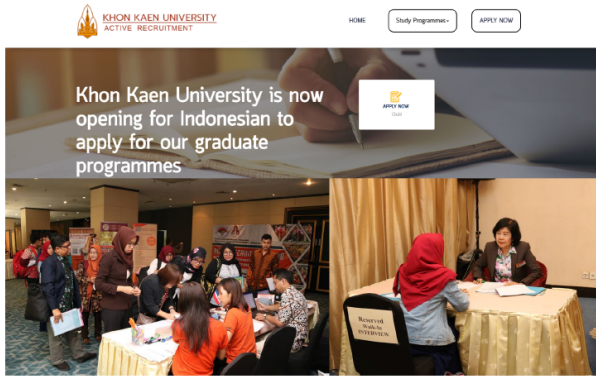 KHON KAEN UNIVERSITY
ACTIVE RECRUITMENT
HOME
Study Programmes
APPLY NOW
Khon Kaen University is now
opening for Indonesian to
apply for our graduate
programmes
APPLY NOW
Reserved
Walk-In
INTERVIEW